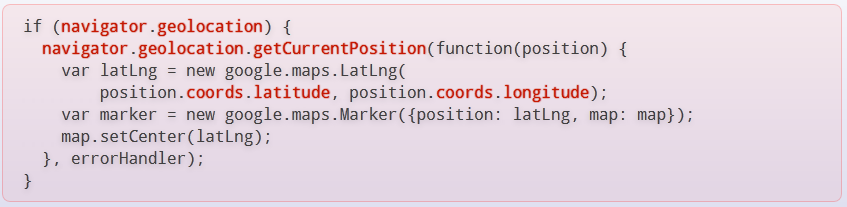 if (navigator.geolocation) {
  navigator.geolocation.getCurrentPosition(function(position) {
    var latLng = new google.maps.LatLng(
        position.coords.latitude, position.coords.longitude);
    var marker = new google.maps.Marker({position: latLng, map: map});
    map.setCenter(latLng);
  }, errorHandler);
}